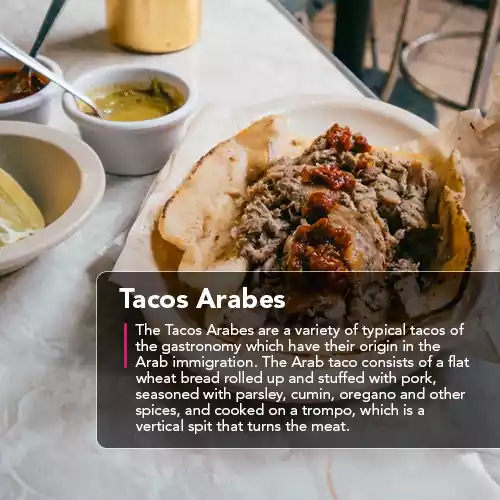 Tacos Arabes
The Tacos Arabes are a variety of typical tacos of
the gastronomy which have their origin in the
Arab immigration. The Arab taco consists of a flat
wheat bread rolled up and stuffed with pork,
seasoned with parsley, cumin, oregano and other
spices, and cooked on a trompo, which is a
vertical spit that turns the meat.